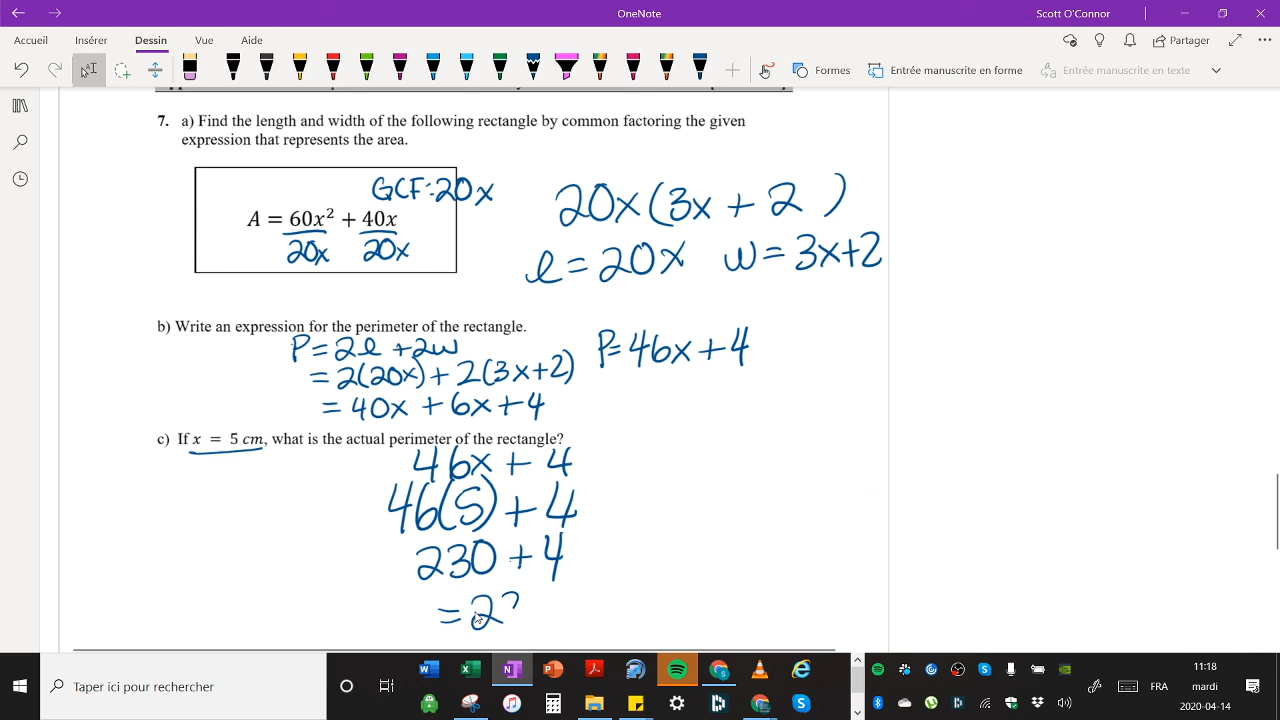 OneNote
Scott O'Connor
Accueil Insérer Dessin Vue Aide
Partager
Formes Entrée manuscrite en forme Entrée manuscrite en texte
7. a) Find the length and width of the following rectangle by common factoring the given
expression that represents the area.
GCF: 20x
A = 60x² + 40x
20x 20x
20x(3x + 2 )
l = 20x w = 3x+2
b) Write an expression for the perimeter of the rectangle.
P = 2l + 2w
= 2(20x) + 2(3x+2)
= 40x + 6x + 4
P = 46x + 4
c) If x = 5 cm, what is the actual perimeter of the rectangle?
46x + 4
46(5) + 4
230 + 4
= 2
Taper ici pour rechercher
FRA
11:18
mardi
2020-04-14